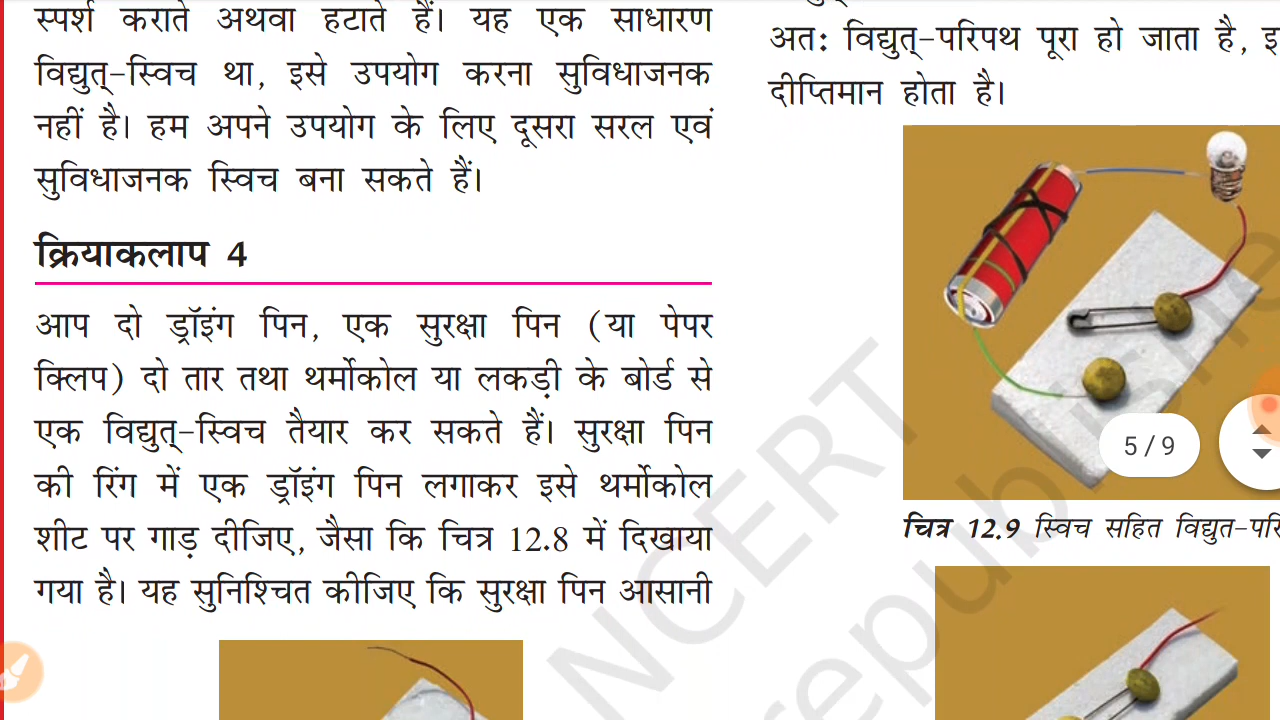 स्पर्श कराते अथवा हटाते हैं। यह एक साधारण
विद्युत्-स्विच था, इसे उपयोग करना सुविधाजनक
नहीं है। हम अपने उपयोग के लिए दूसरा सरल एवं
सुविधाजनक स्विच बना सकते हैं।
क्रियाकलाप 4
आप दो ड्रॉइंग पिन, एक सुरक्षा पिन (या पेपर
क्लिप) दो तार तथा थर्मोकोल या लकड़ी के बोर्ड से
एक विद्युत्-स्विच तैयार कर सकते हैं। सुरक्षा पिन
की रिंग में एक ड्रॉइंग पिन लगाकर इसे थर्मोकोल
शीट पर गाड़ दीजिए, जैसा कि चित्र 12.8 में दिखाया
गया है। यह सुनिश्चित कीजिए कि सुरक्षा पिन आसानी
अत: विद्युत्-परिपथ पूरा हो जाता है,
दीप्तिमान होता है।
5/9
चित्र 12.9 स्विच सहित विद्युत-परि
NCERT
republishe